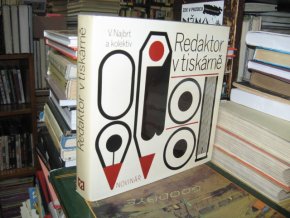 V. Najbrt
a kolektiv
Redaktor
v tiskárně
NOVINÁŘ
Redaktor v tiskárně